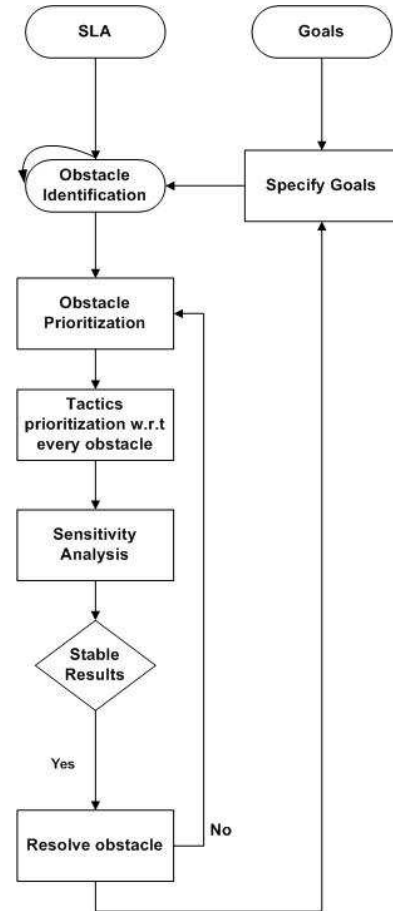 SLA
Goals
Obstacle
Identification
Specify Goals
Obstacle
Prioritization
Tactics
prioritization w.r.t
every obstacle
Sensitivity
Analysis
Stable
Results
Yes
Resolve obstacle
No